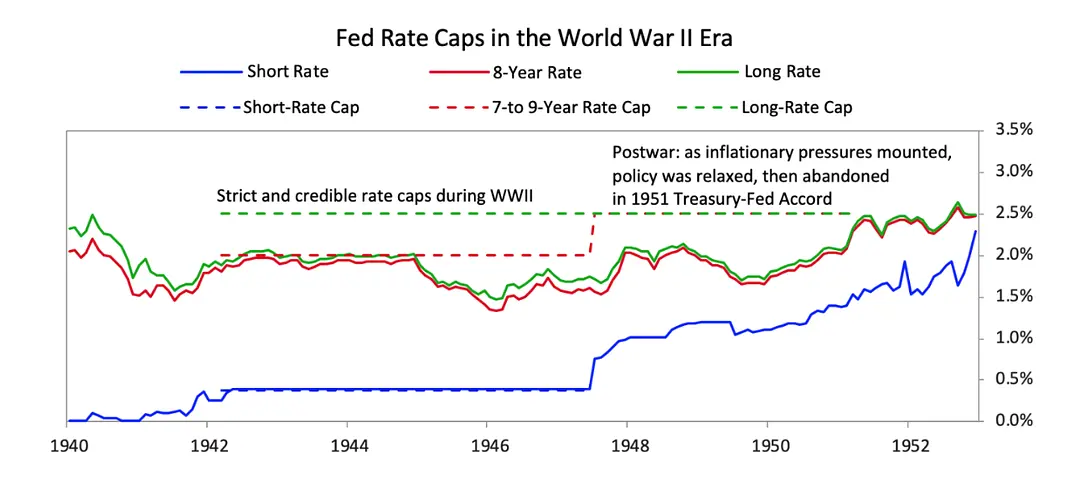 Fed Rate Caps in the World War II Era
Short Rate 8-Year Rate Long Rate
Short-Rate Cap 7-to 9-Year Rate Cap Long-Rate Cap
Postwar: as inflationary pressures mounted,
policy was relaxed, then abandoned
in 1951 Treasury-Fed Accord
Strict and credible rate caps during WWII
3.5%
3.0%
2.5%
2.0%
1.5%
1.0%
0.5%
0.0%
1940 1942 1944 1946 1948 1950 1952